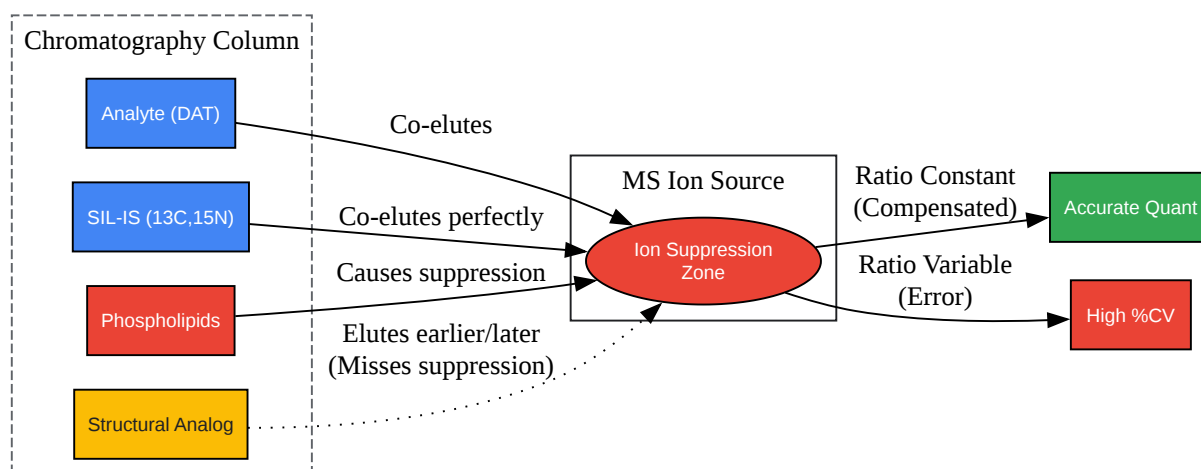 Chromatography Column
Analyte (DAT)
SIL-IS (13C,15N)
Phospholipids
Structural Analog
Co-elutes
Co-elutes perfectly
Causes suppression
Elutes earlier/later
(Misses suppression)
MS Ion Source
Ion Suppression
Zone
Ratio Constant
(Compensated)
Ratio Variable
(Error)
Accurate Quant
High %CV